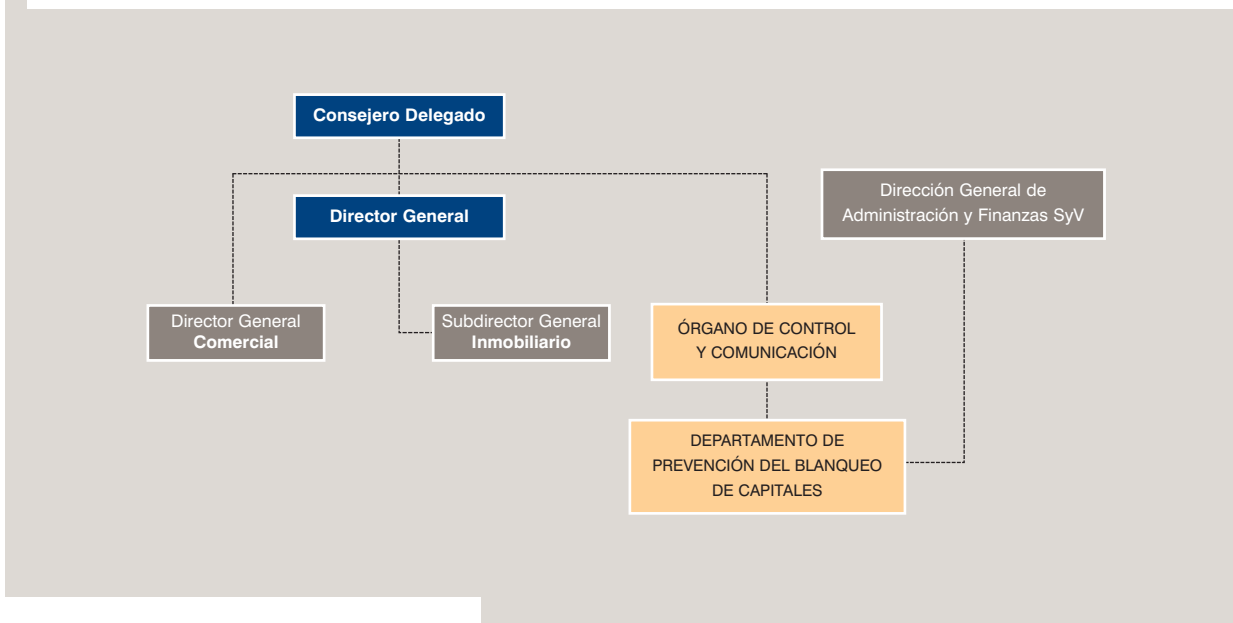 Consejero Delegado
Director General
Dirección General de
Administración y Finanzas SyV
Director General
Comercial
Subdirector General
Inmobiliario
ÓRGANO DE CONTROL
Y COMUNICACIÓN
DEPARTAMENTO DE
PREVENCIÓN DEL BLANQUEO
DE CAPITALES